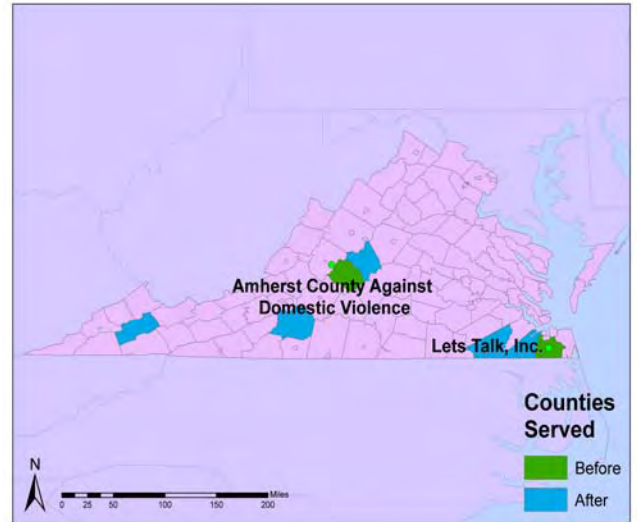 Amherst County Against
Domestic Violence
Lets Talk, Inc.
Counties
Served
Before
After
N
Miles
0 25 50 100 150 200